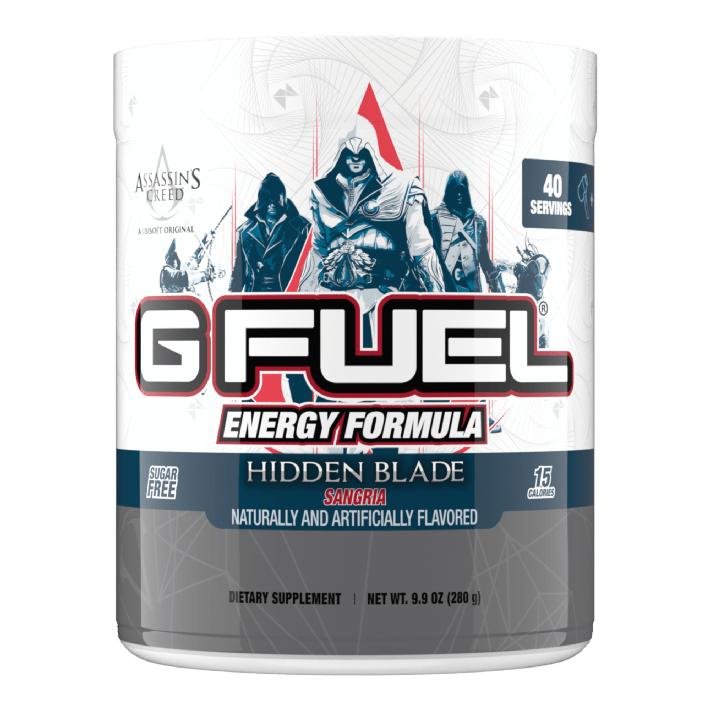 ASSASSIN'S
CREED
A UBISOFT ORIGINAL
40
SERVINGS
G FUEL®
ENERGY FORMULA
HIDDEN BLADE
SUGAR
FREE
SANGRIA
15
CALORIES
NATURALLY AND ARTIFICIALLY FLAVORED
DIETARY SUPPLEMENT | NET WT. 9.9 OZ (280 g)